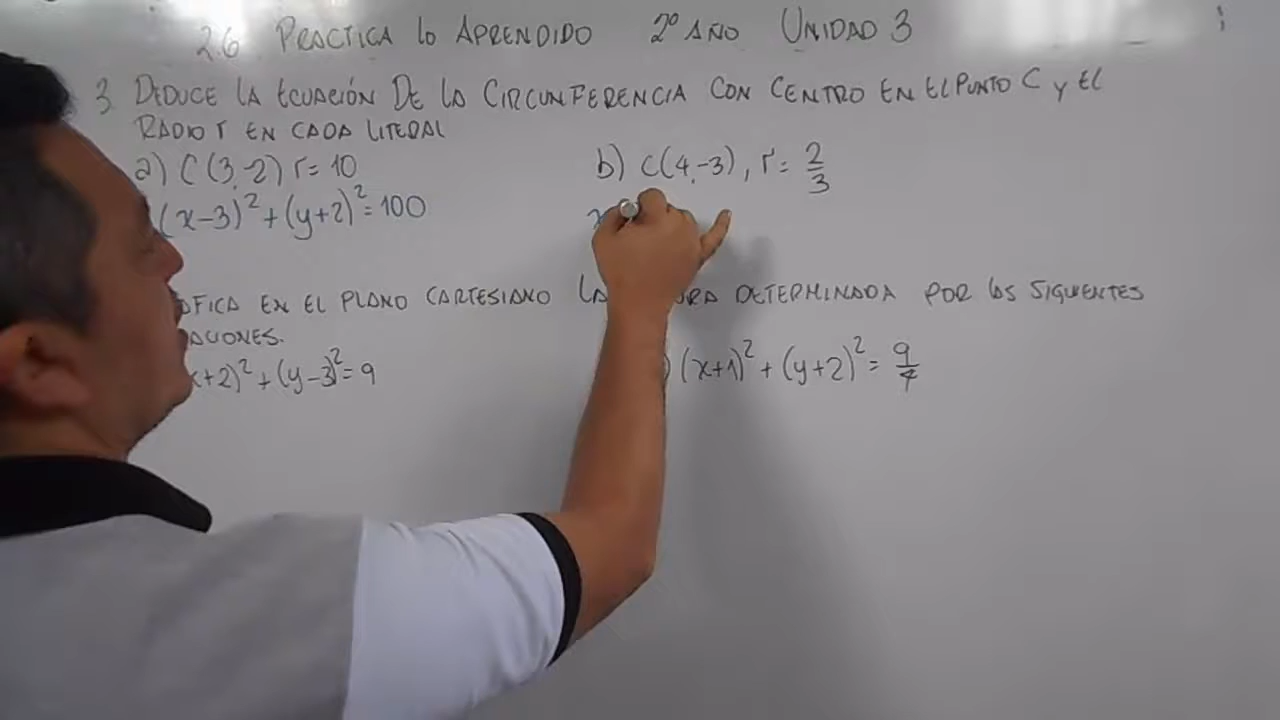 2.6 PRACTICA lo APRENDIDO 2º AÑO UNIDAD 3
3 DEDUCE LA ECUACIÓN DE LA CIRCUNFERENCIA CON CENTRO EN EL PUNTO C y EL
RADIO r EN CADA LITERAL
a) C(3,-2) r=10
b) C(4,-3), r= 2/3
(x-3)²+(y+2)²=100
x
EN EL PLANO CARTESIANO DETERMINADA POR LAS SIGUIENTES
x+2)²+(y-3)²=9
(x+1)²+(y+2)²= 9/4